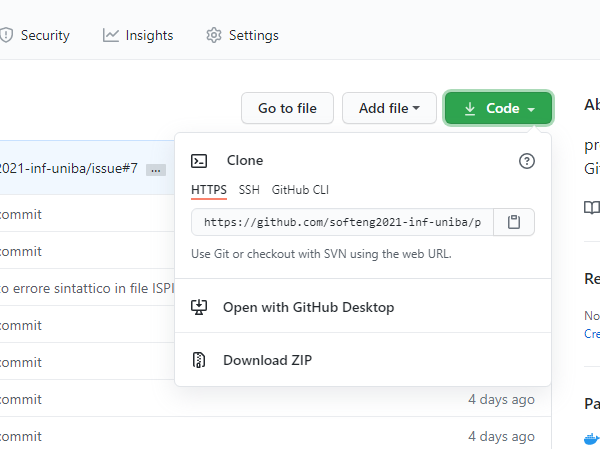 Security Insights Settings
Go to file Add file Code
Ab
pr
2021-inf-uniba/issue#7 ...
Gi
Clone
commit
HTTPS SSH GitHub CLI
https://github.com/softeng2021-inf-uniba/p
commit
Use Git or checkout with SVN using the web URL.
Re
to errore sintattico in file ISPI
Open with GitHub Desktop
No
commit
Cre
commit
Download ZIP
commit 4 days ago
Pa
commit 4 days ago